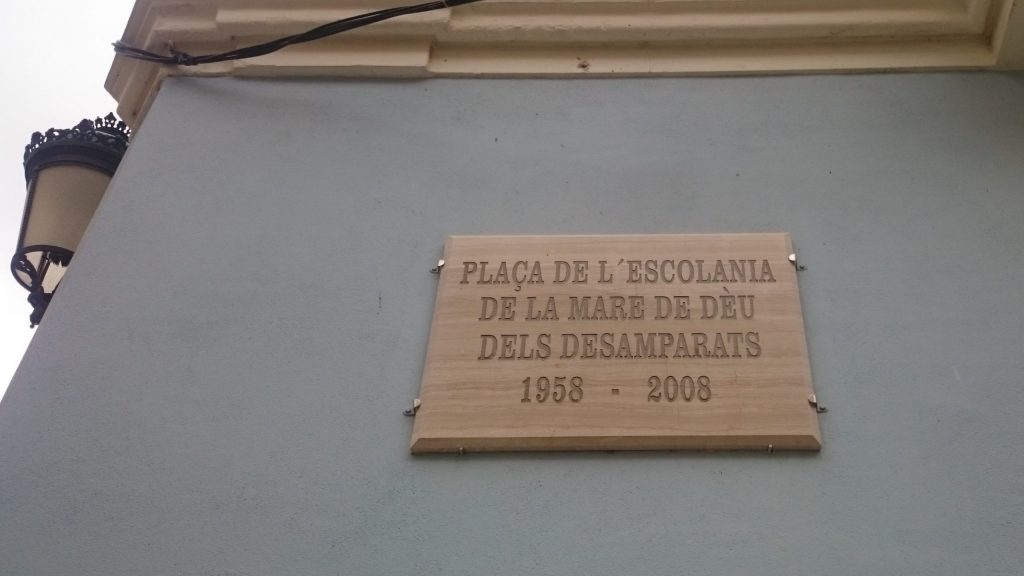 PLAÇA DE L´ESCOLANIA
DE LA MARE DE DÈU
DELS DESAMPARATS
1958 - 2008